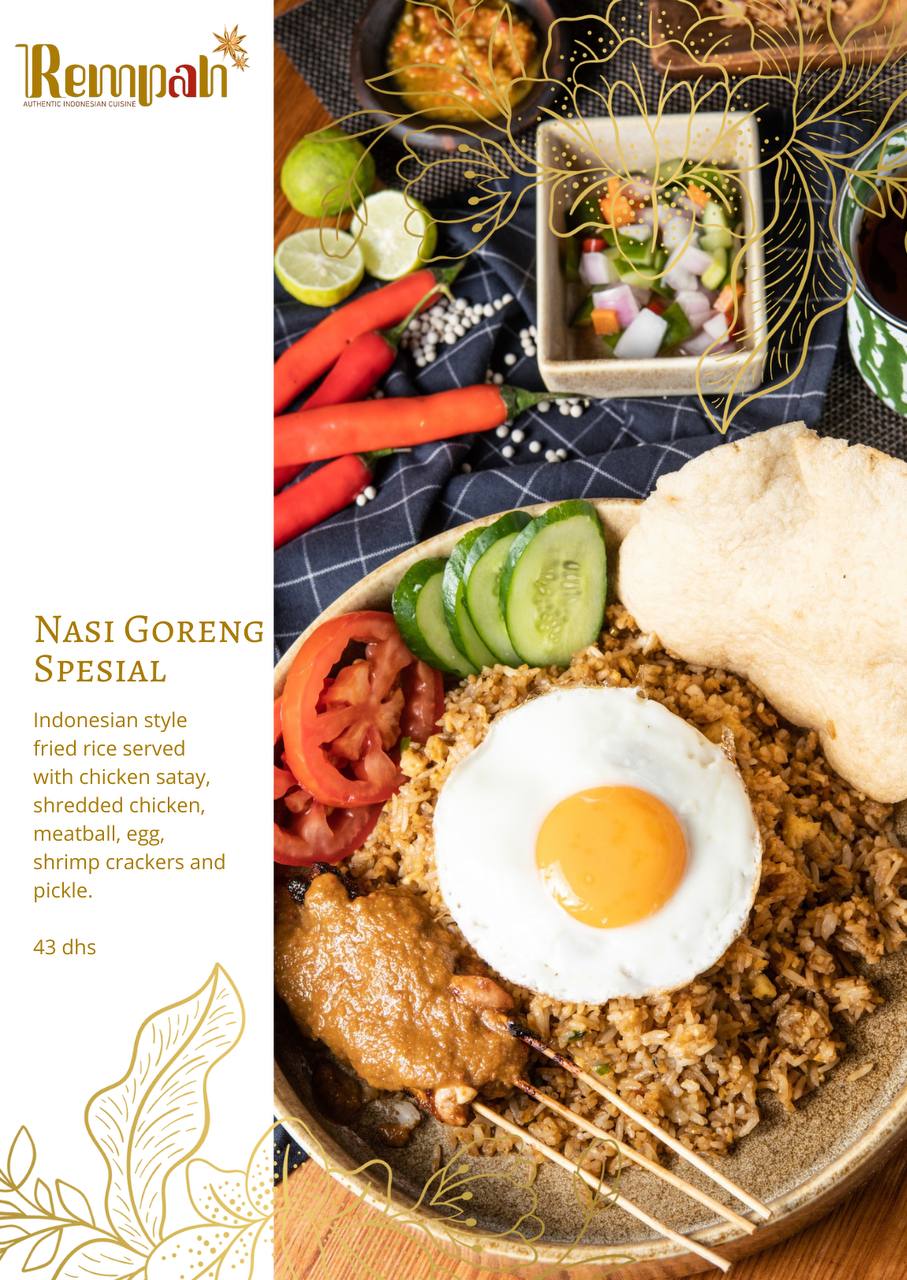 Rempah
AUTHENTIC INDONESIAN CUISINE
Nasi Goreng
Spesial
Indonesian style
fried rice served
with chicken satay,
shredded chicken,
meatball, egg,
shrimp crackers and
pickle.
43 dhs